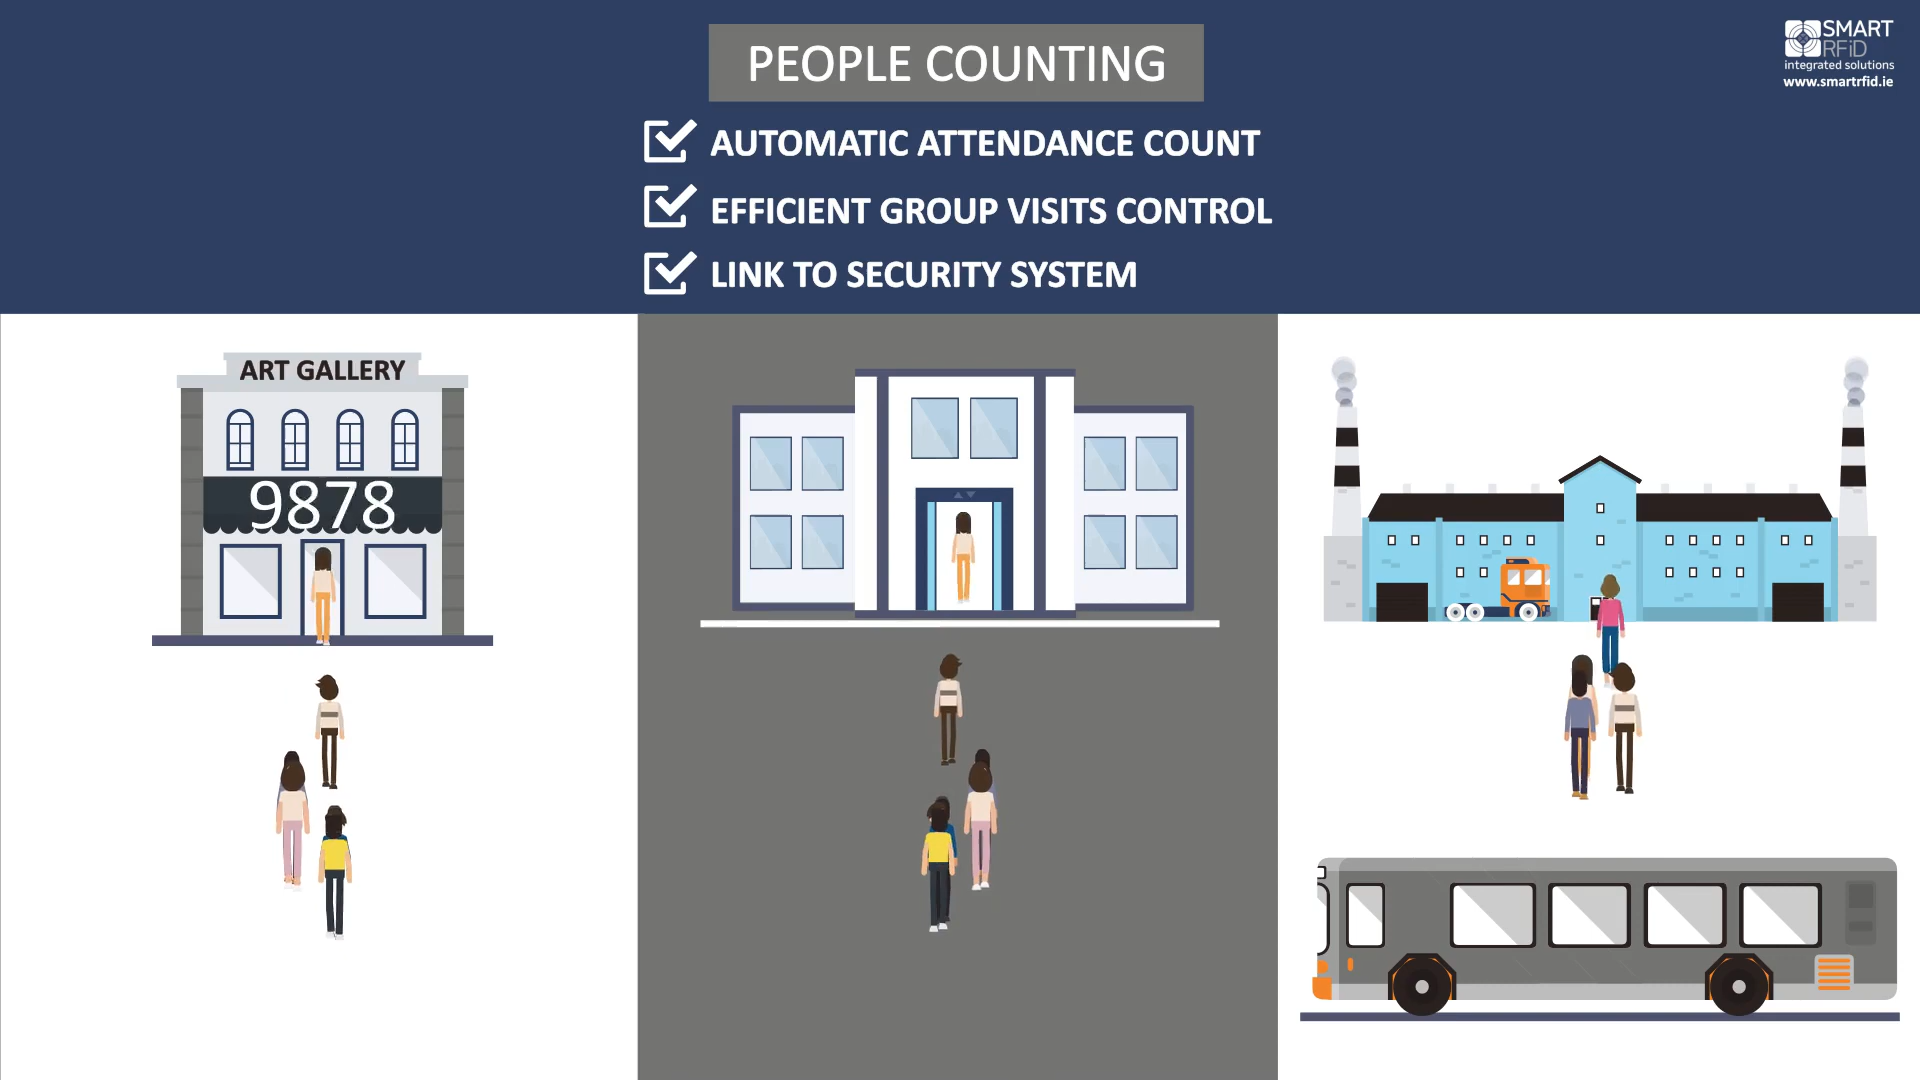 PEOPLE COUNTING
SMART
RFiD
integrated solutions
www.smartrfid.ie
AUTOMATIC ATTENDANCE COUNT
EFFICIENT GROUP VISITS CONTROL
LINK TO SECURITY SYSTEM
ART GALLERY
9878